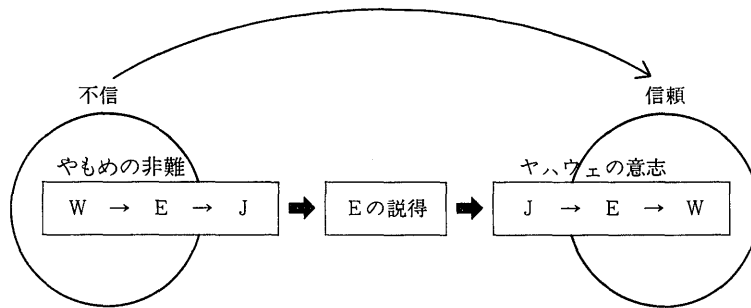 不信
信頼
やもめの非難
ヤハウェの意志
W → E → J
Eの説得
J → E → W